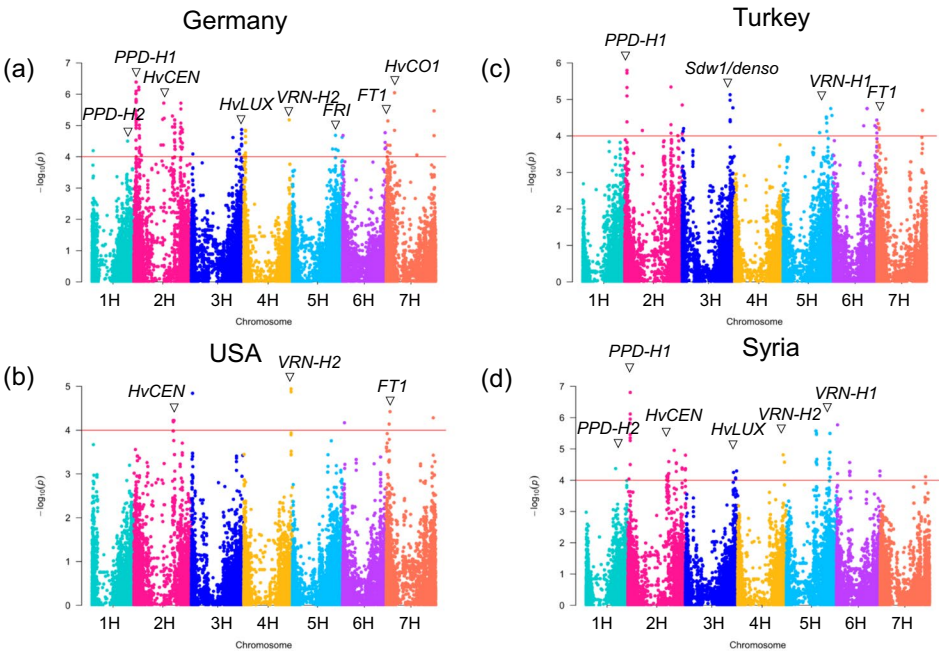 Germany
(a)
PPD-H1
HvCEN
PPD-H2
HvLUX
VRN-H2
FRI
FT1
HvCO1
7
6
5
4
3
2
1
0
−log10(p)
1H 2H 3H 4H 5H 6H 7H
Chromosome
Turkey
(c)
PPD-H1
Sdw1/denso
VRN-H1
FT1
6
5
4
3
2
1
0
−log10(p)
1H 2H 3H 4H 5H 6H 7H
Chromosome
USA
(b)
HvCEN
VRN-H2
FT1
5
4
3
2
1
0
−log10(p)
1H 2H 3H 4H 5H 6H 7H
Chromosome
Syria
(d)
PPD-H1
PPD-H2
HvCEN
HvLUX
VRN-H2
VRN-H1
7
6
5
4
3
2
1
0
−log10(p)
1H 2H 3H 4H 5H 6H 7H
Chromosome